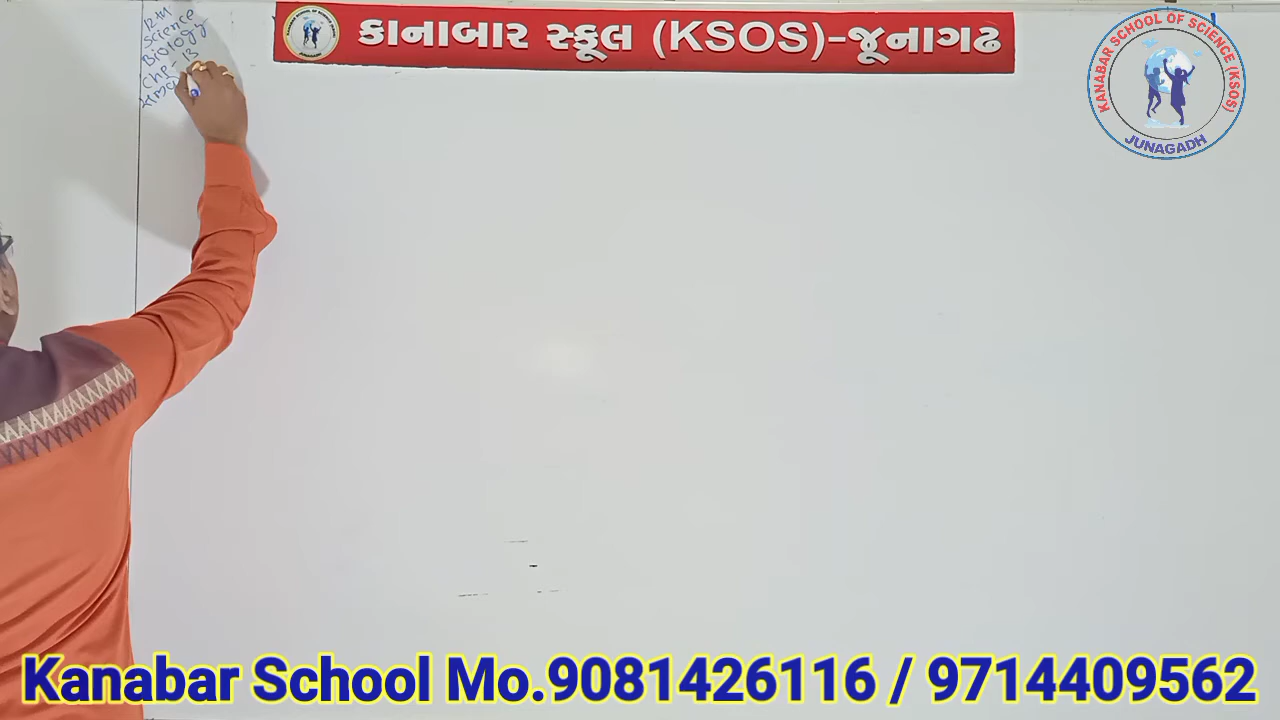 12th
Science
Biology
Chp - 13
કાનાબાર સ્કૂલ (KSOS)-જૂનાગઢ
KANABAR SCHOOL OF SCIENCE (KSOS)
JUNAGADH
Kanabar School Mo.9081426116 / 9714409562